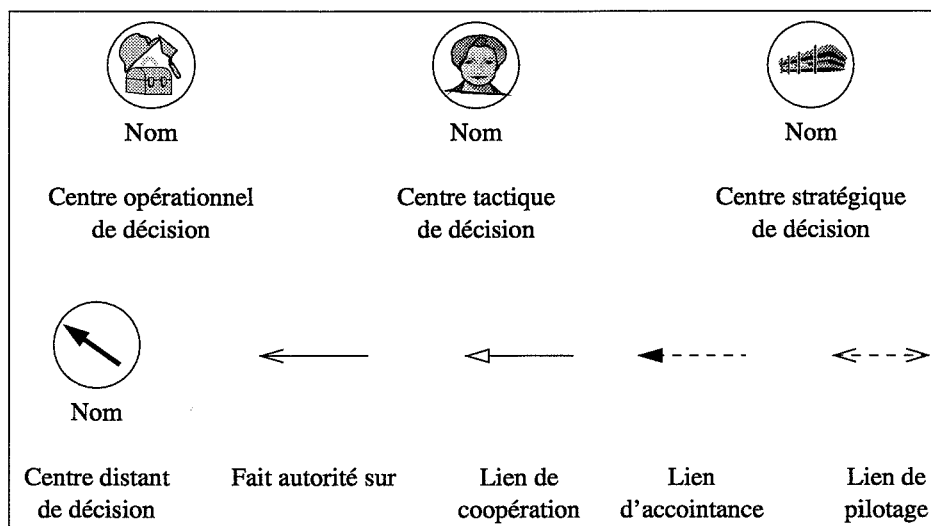 Nom
Nom
Nom
Centre opérationnel
de décision
Centre tactique
de décision
Centre stratégique
de décision
Nom
Centre distant
de décision
Fait autorité sur
Lien de
coopération
Lien
d'accointance
Lien de
pilotage